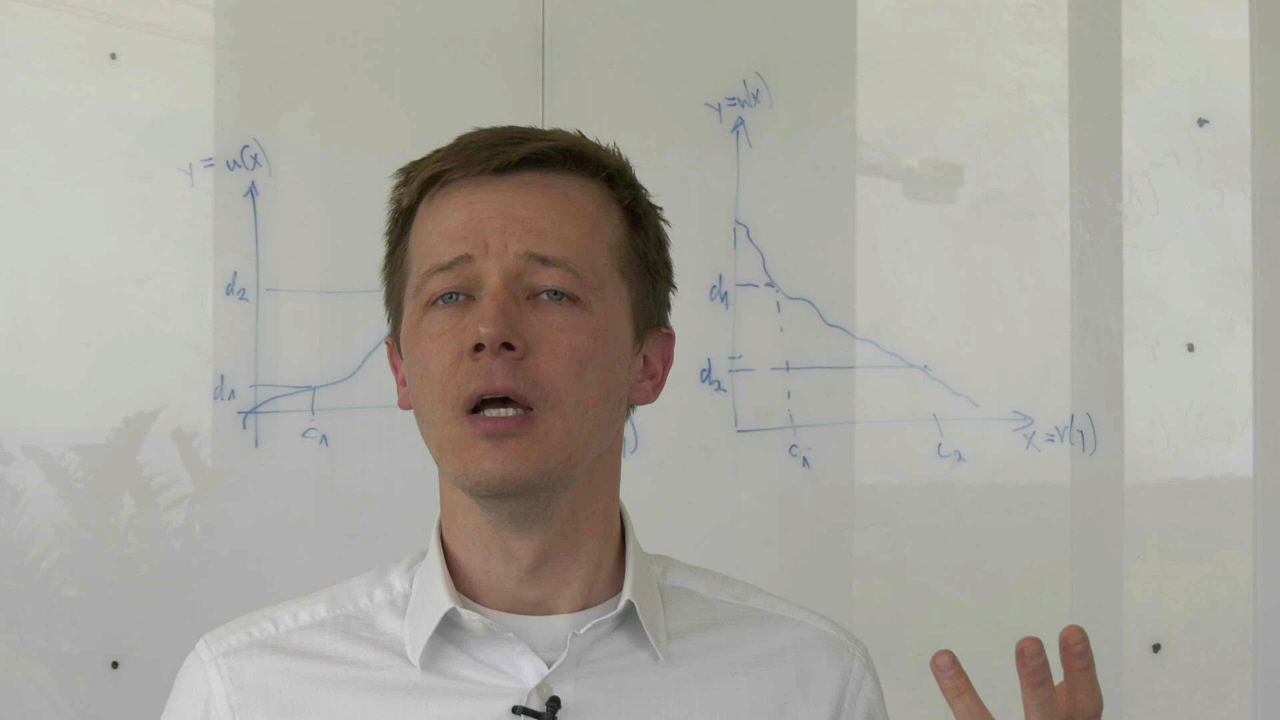 y = u(x)
d2
d1
c1
y)
y=u(x)
d1
d2
c1
c2
x=v(y)